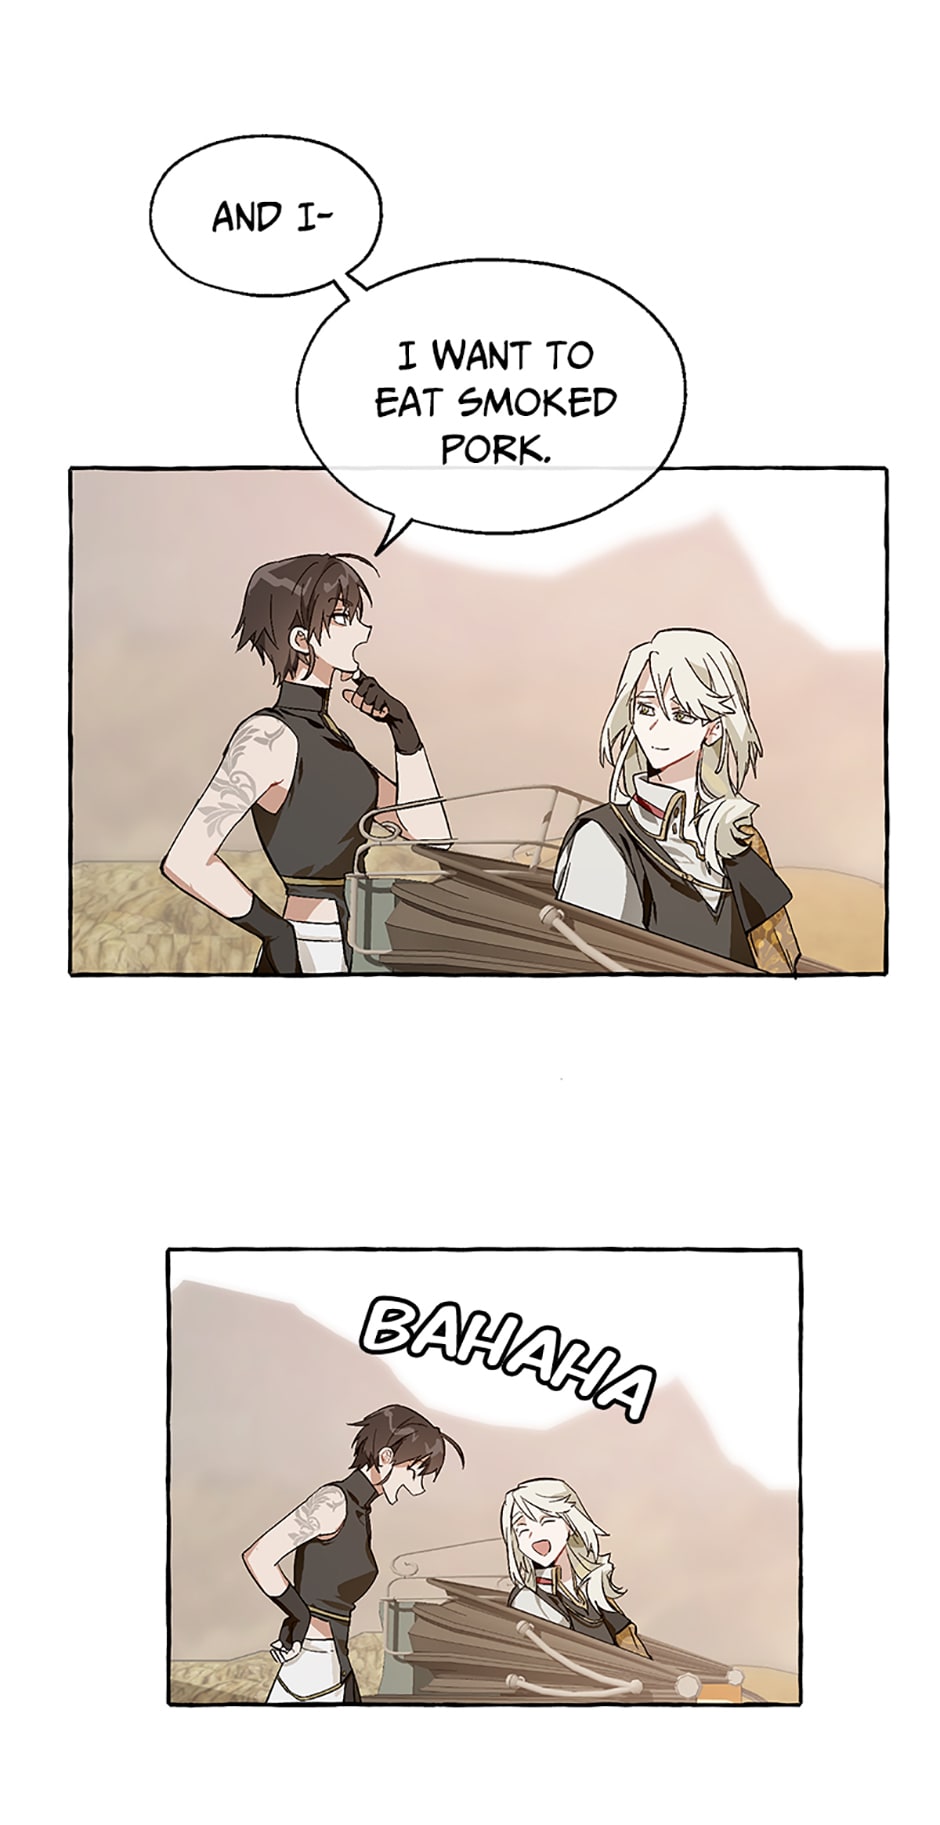 AND I-
I WANT TO
EAT SMOKED
PORK.
BAHAHA